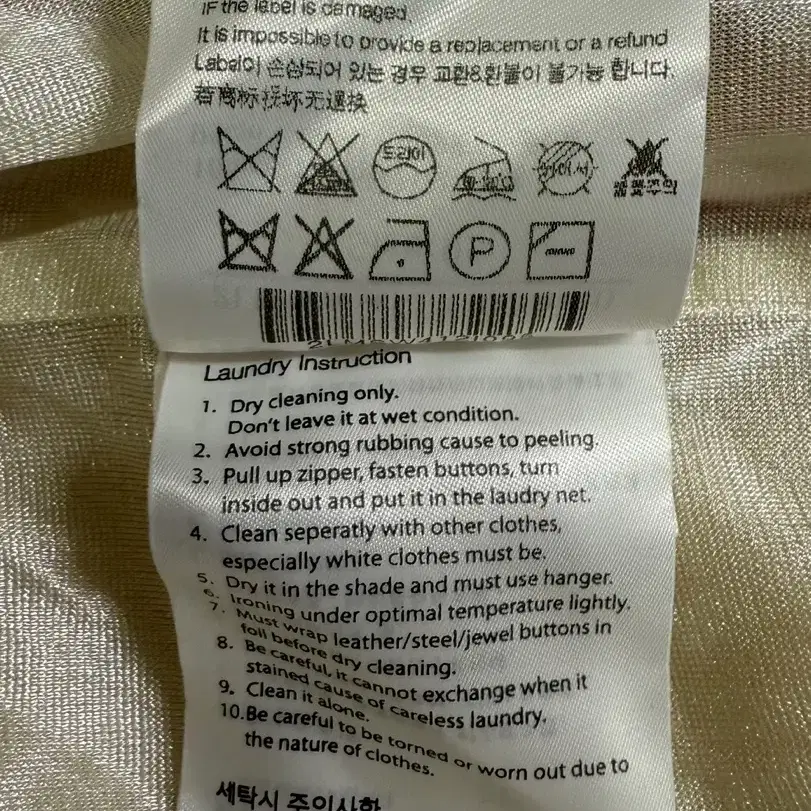 IF the label is damaged.
It is impossible to provide a replacement or a refund
Label이 손상되어 있는 경우 교환&환불이 불가능 합니다.
若商标损坏无退换
드라이
P
Laundry Instruction
1. Dry cleaning only.
Don't leave it at wet condition.
2. Avoid strong rubbing cause to peeling.
3. Pull up zipper, fasten buttons, turn
inside out and put it in the laudry net.
4. Clean seperatly with other clothes,
especially white clothes must be.
5. Dry it in the shade and must use hanger.
6. Ironing under optimal temperature lightly.
7. Must wrap leather/steel/jewel buttons in
foil before dry cleaning.
8. Be careful, it cannot exchange when it
stained cause of careless laundry.
9. Clean it alone.
10.Be careful to be torned or worn out due to
the nature of clothes.
세탁시 주의사항